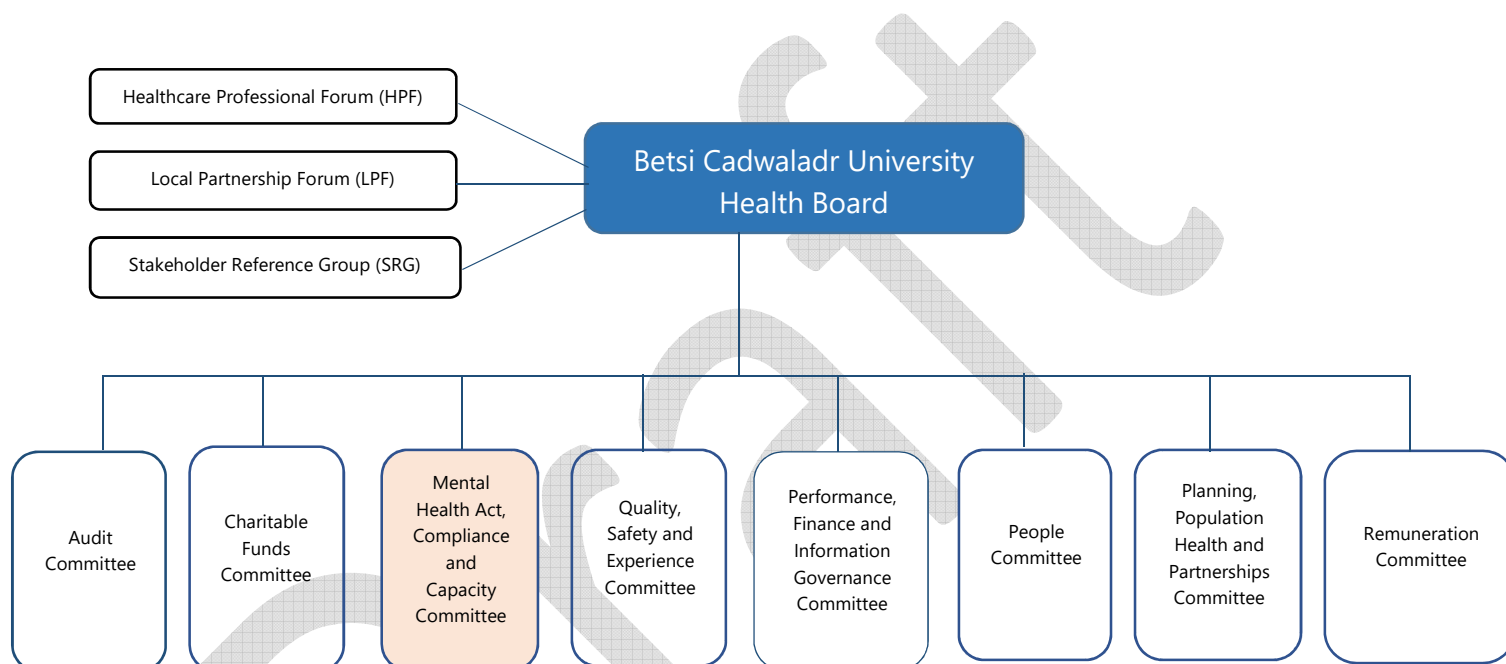 Healthcare Professional Forum (HPF)
Local Partnership Forum (LPF)
Stakeholder Reference Group (SRG)
Betsi Cadwaladr University
Health Board
Audit
Committee
Charitable
Funds
Committee
Mental
Health Act,
Compliance
and
Capacity
Committee
Quality,
Safety and
Experience
Committee
Performance,
Finance and
Information
Governance
Committee
People
Committee
Planning,
Population
Health and
Partnerships
Committee
Remuneration
Committee